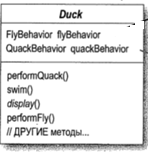 Duck
FlyBehavior flyBehavior
QuackBehavior quackBehavior
performQuack()
swim()
display()
performFly()
// ДРУГИЕ методы...